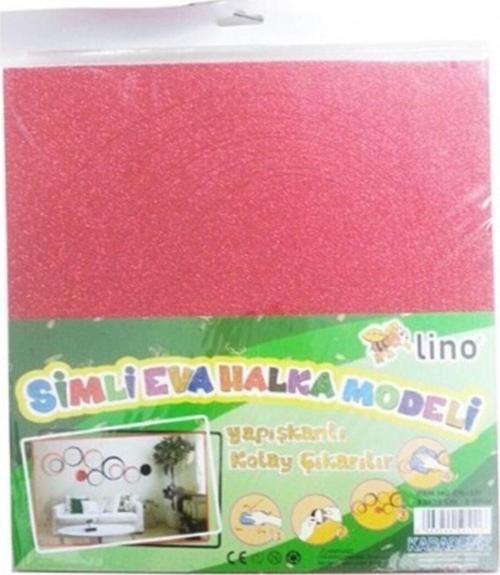 lino
SİMLİ EVA HALKA MODELİ
yapışkanlı
Kolay Çıkarılır